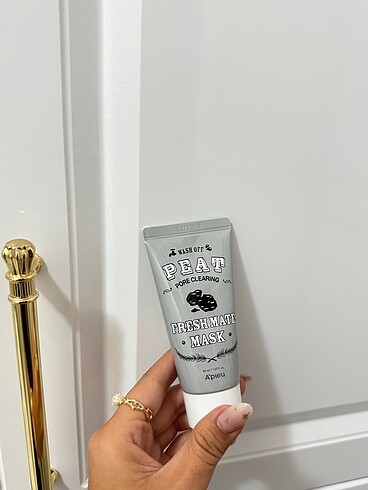 WASH OFF
PEAT
PORE CLEARING
FRESH MATE
MASK
A'PIEU